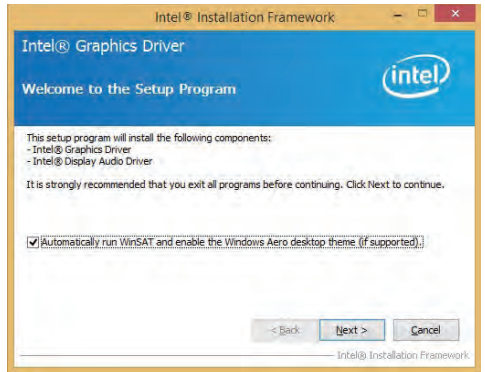 Intel® Installation Framework
Intel® Graphics Driver
intel
Welcome to the Setup Program
This setup program will install the following components:
- Intel® Graphics Driver
- Intel® Display Audio Driver
It is strongly recommended that you exit all programs before continuing. Click Next to continue.
Automatically run WinSAT and enable the Windows Aero desktop theme (if supported).
< Back Next > Cancel
Intel® Installation Framework